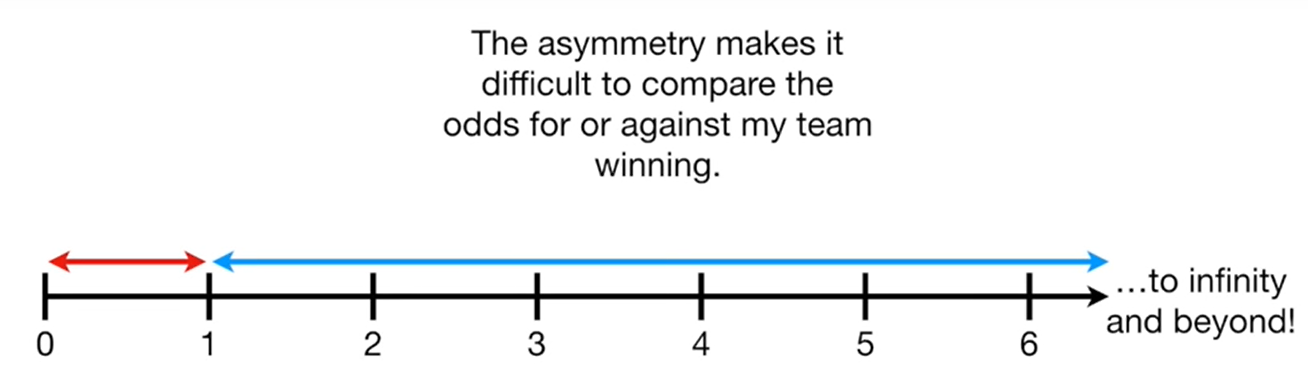 The asymmetry makes it
difficult to compare the
odds for or against my team
winning.
…to infinity
and beyond!
0 1 2 3 4 5 6